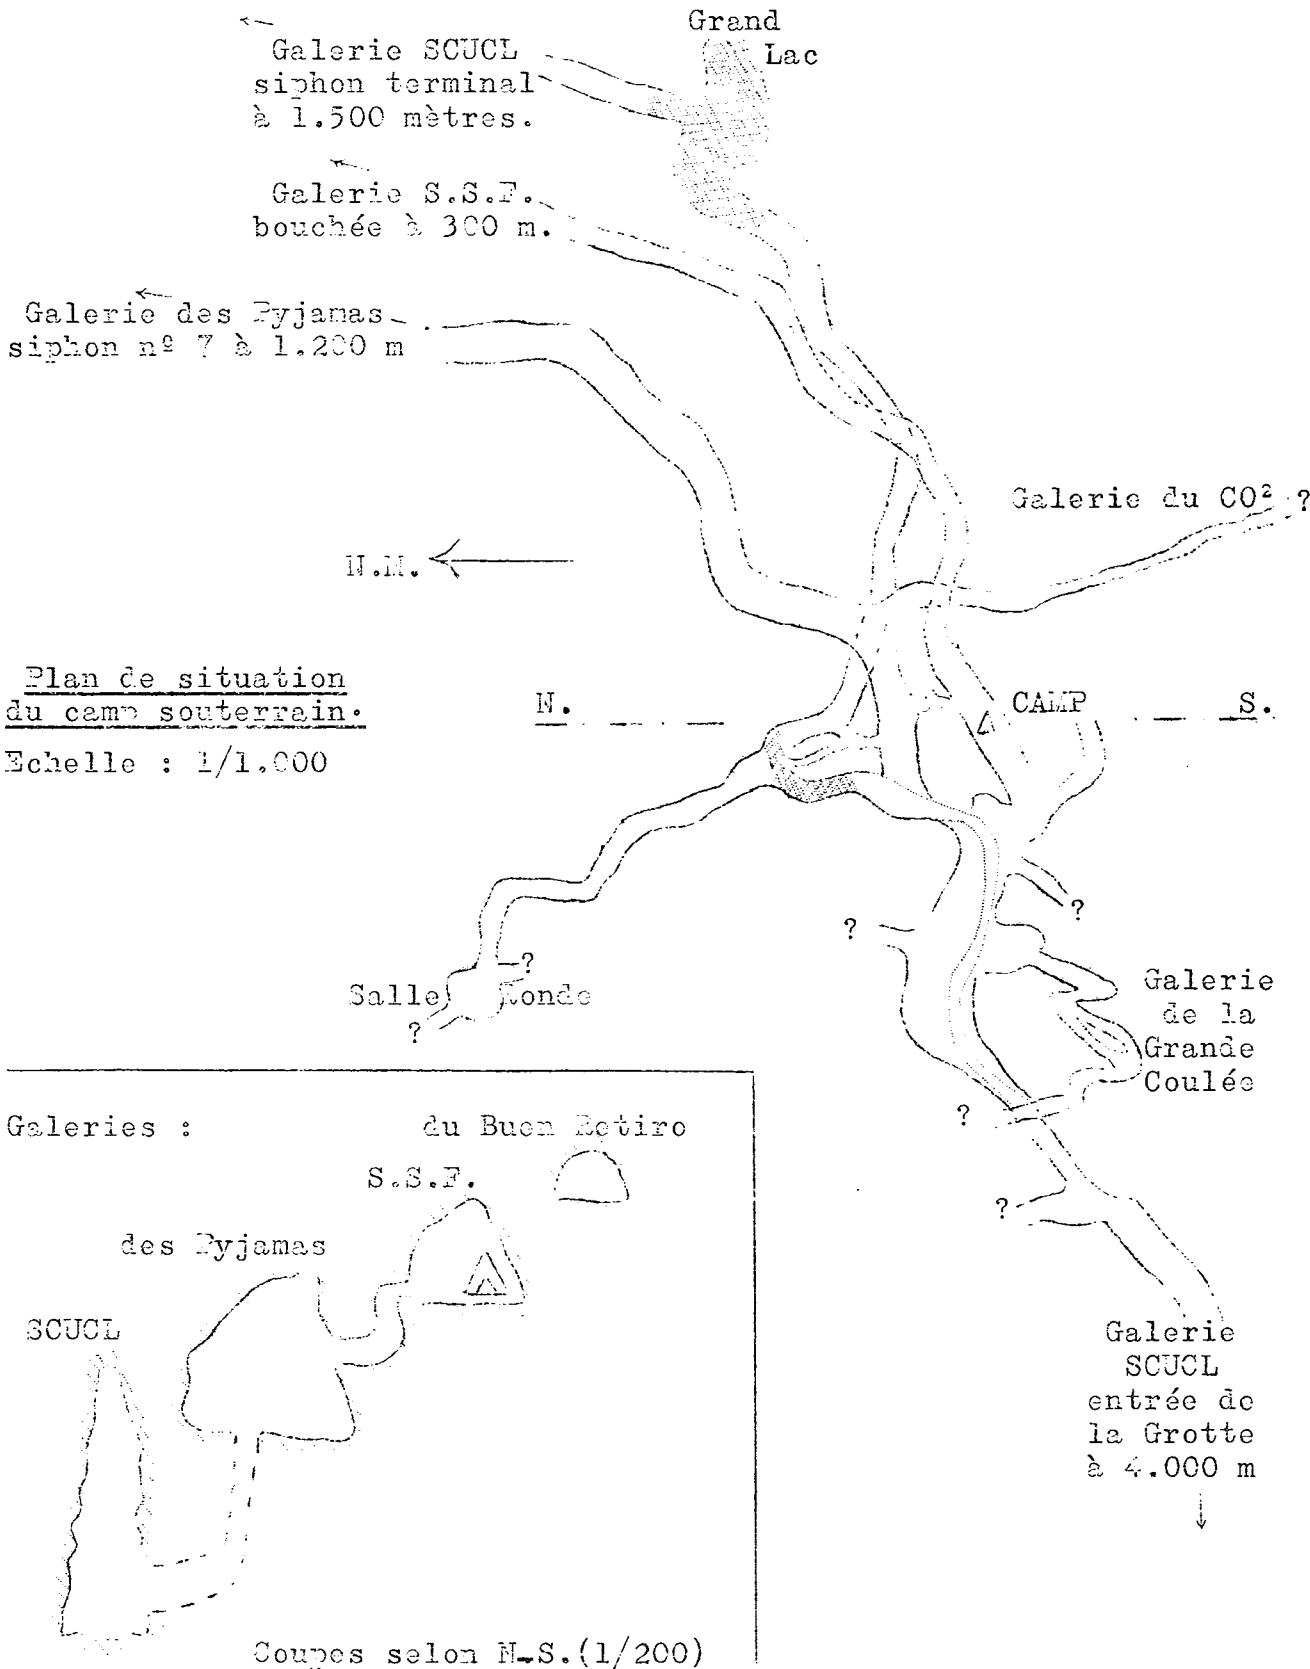 Grand
Lac
Galerie SCUCL
siphon terminal
à 1.500 mètres.
Galerie S.S.F.
bouchée à 300 m.
Galerie des Pyjamas
siphon nº 7 à 1.200 m
Galerie du CO² ?
N.M.
Plan de situation
du camp souterrain.
Echelle : 1/1.000
N.
CAMP
S.
?
?
?
Salle Ronde
?
Galerie
de la
Grande
Coulée
?
?
Galerie
SCUCL
entrée de
la Grotte
à 4.000 m
Galeries :
du Buen Retiro
S.S.F.
des Pyjamas
SCUCL
Coupes selon N-S.(1/200)